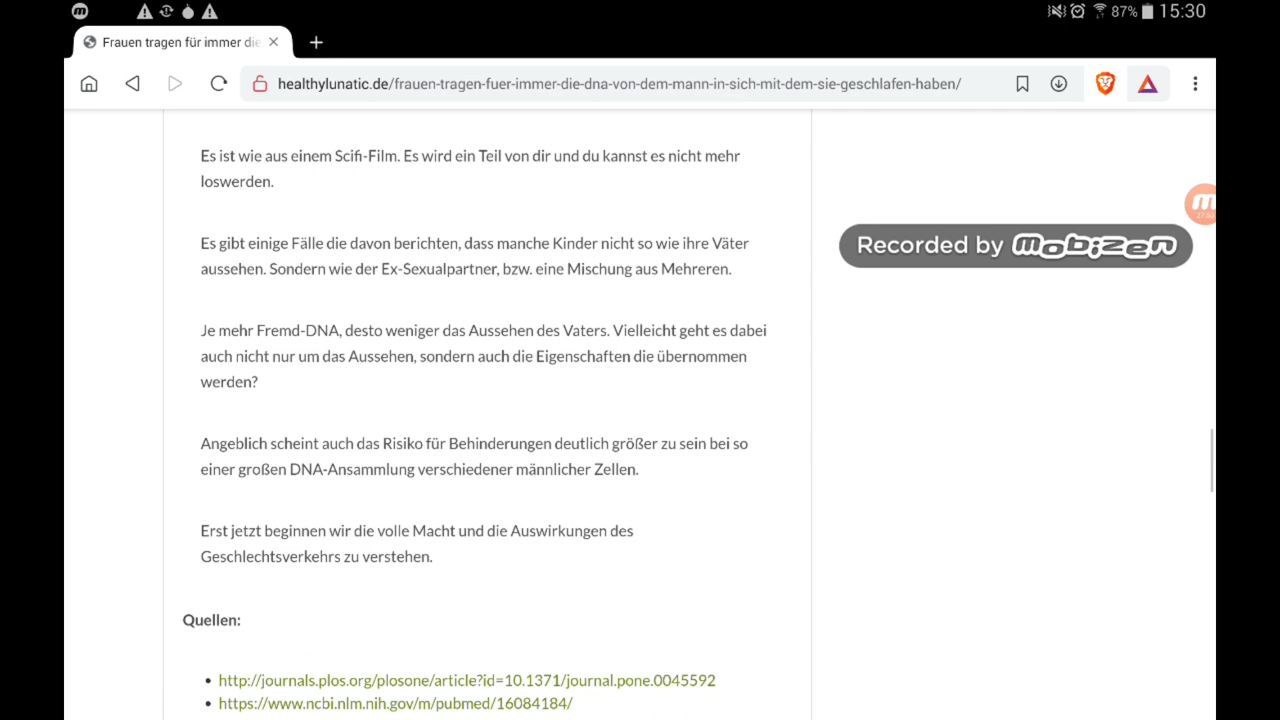 87% 15:30
Frauen tragen für immer die
healthylunatic.de/frauen-tragen-fuer-immer-die-dna-von-dem-mann-in-sich-mit-dem-sie-geschlafen-haben/
Es ist wie aus einem Scifi-Film. Es wird ein Teil von dir und du kannst es nicht mehr
loswerden.
Es gibt einige Fälle die davon berichten, dass manche Kinder nicht so wie ihre Väter
aussehen. Sondern wie der Ex-Sexualpartner, bzw. eine Mischung aus Mehreren.
Recorded by mobizen
Je mehr Fremd-DNA, desto weniger das Aussehen des Vaters. Vielleicht geht es dabei
auch nicht nur um das Aussehen, sondern auch die Eigenschaften die übernommen
werden?
Angeblich scheint auch das Risiko für Behinderungen deutlich größer zu sein bei so
einer großen DNA-Ansammlung verschiedener männlicher Zellen.
Erst jetzt beginnen wir die volle Macht und die Auswirkungen des
Geschlechtsverkehrs zu verstehen.
Quellen:
http://journals.plos.org/plosone/article?id=10.1371/journal.pone.0045592
https://www.ncbi.nlm.nih.gov/m/pubmed/16084184/